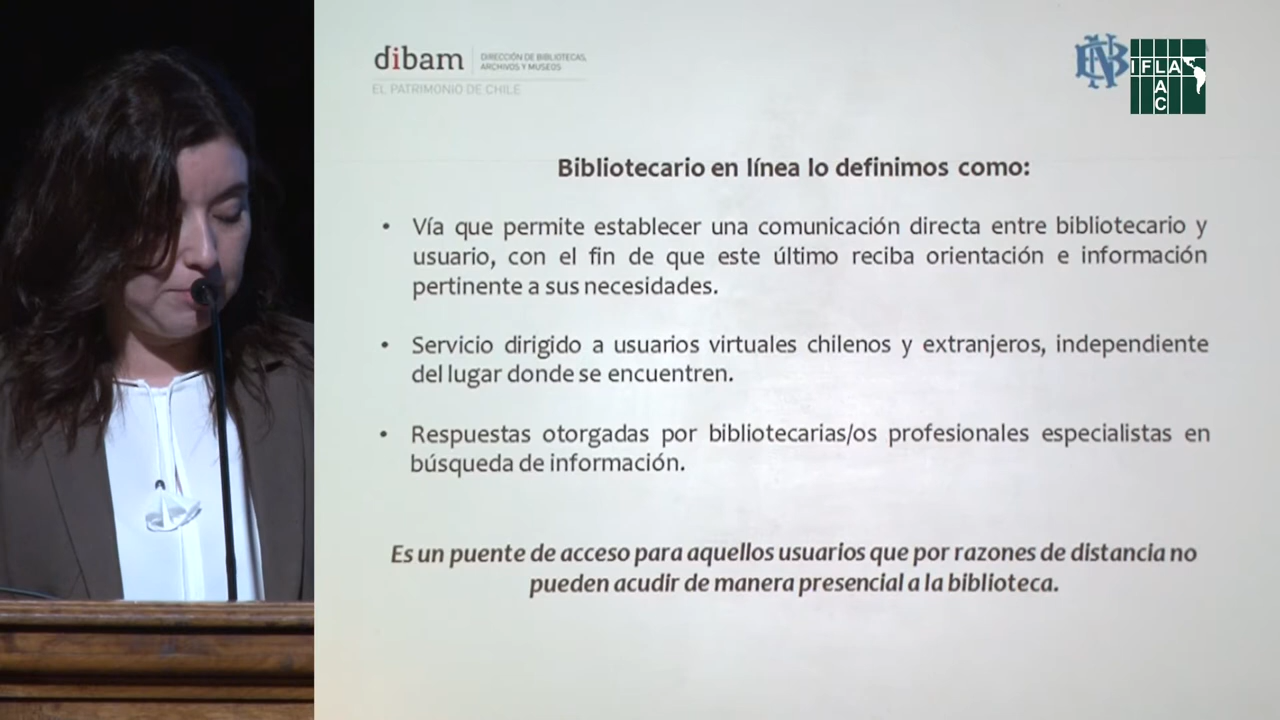 dibam
DIRECCIÓN DE BIBLIOTECAS,
ARCHIVOS Y MUSEOS
EL PATRIMONIO DE CHILE
BN
IFLA
LAC
Bibliotecario en línea lo definimos como:
• Vía que permite establecer una comunicación directa entre bibliotecario y
usuario, con el fin de que este último reciba orientación e información
pertinente a sus necesidades.
• Servicio dirigido a usuarios virtuales chilenos y extranjeros, independiente
del lugar donde se encuentren.
• Respuestas otorgadas por bibliotecarias/os profesionales especialistas en
búsqueda de información.
Es un puente de acceso para aquellos usuarios que por razones de distancia no
pueden acudir de manera presencial a la biblioteca.